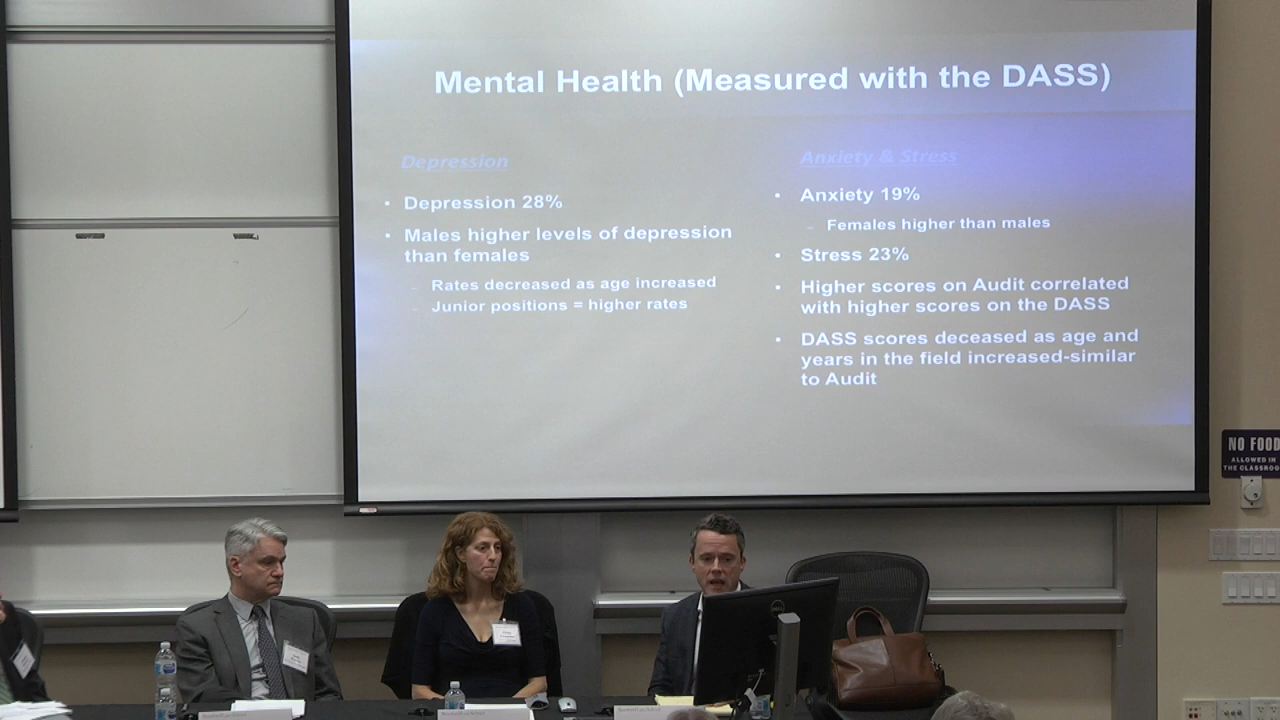 Mental Health (Measured with the DASS)
Depression
• Depression 28%
• Males higher levels of depression
than females
– Rates decreased as age increased
– Junior positions = higher rates
Anxiety & Stress
• Anxiety 19%
– Females higher than males
• Stress 23%
• Higher scores on Audit correlated
with higher scores on the DASS
• DASS scores deceased as age and
years in the field increased-similar
to Audit
NO FOOD
ALLOWED IN
THE CLASSROO